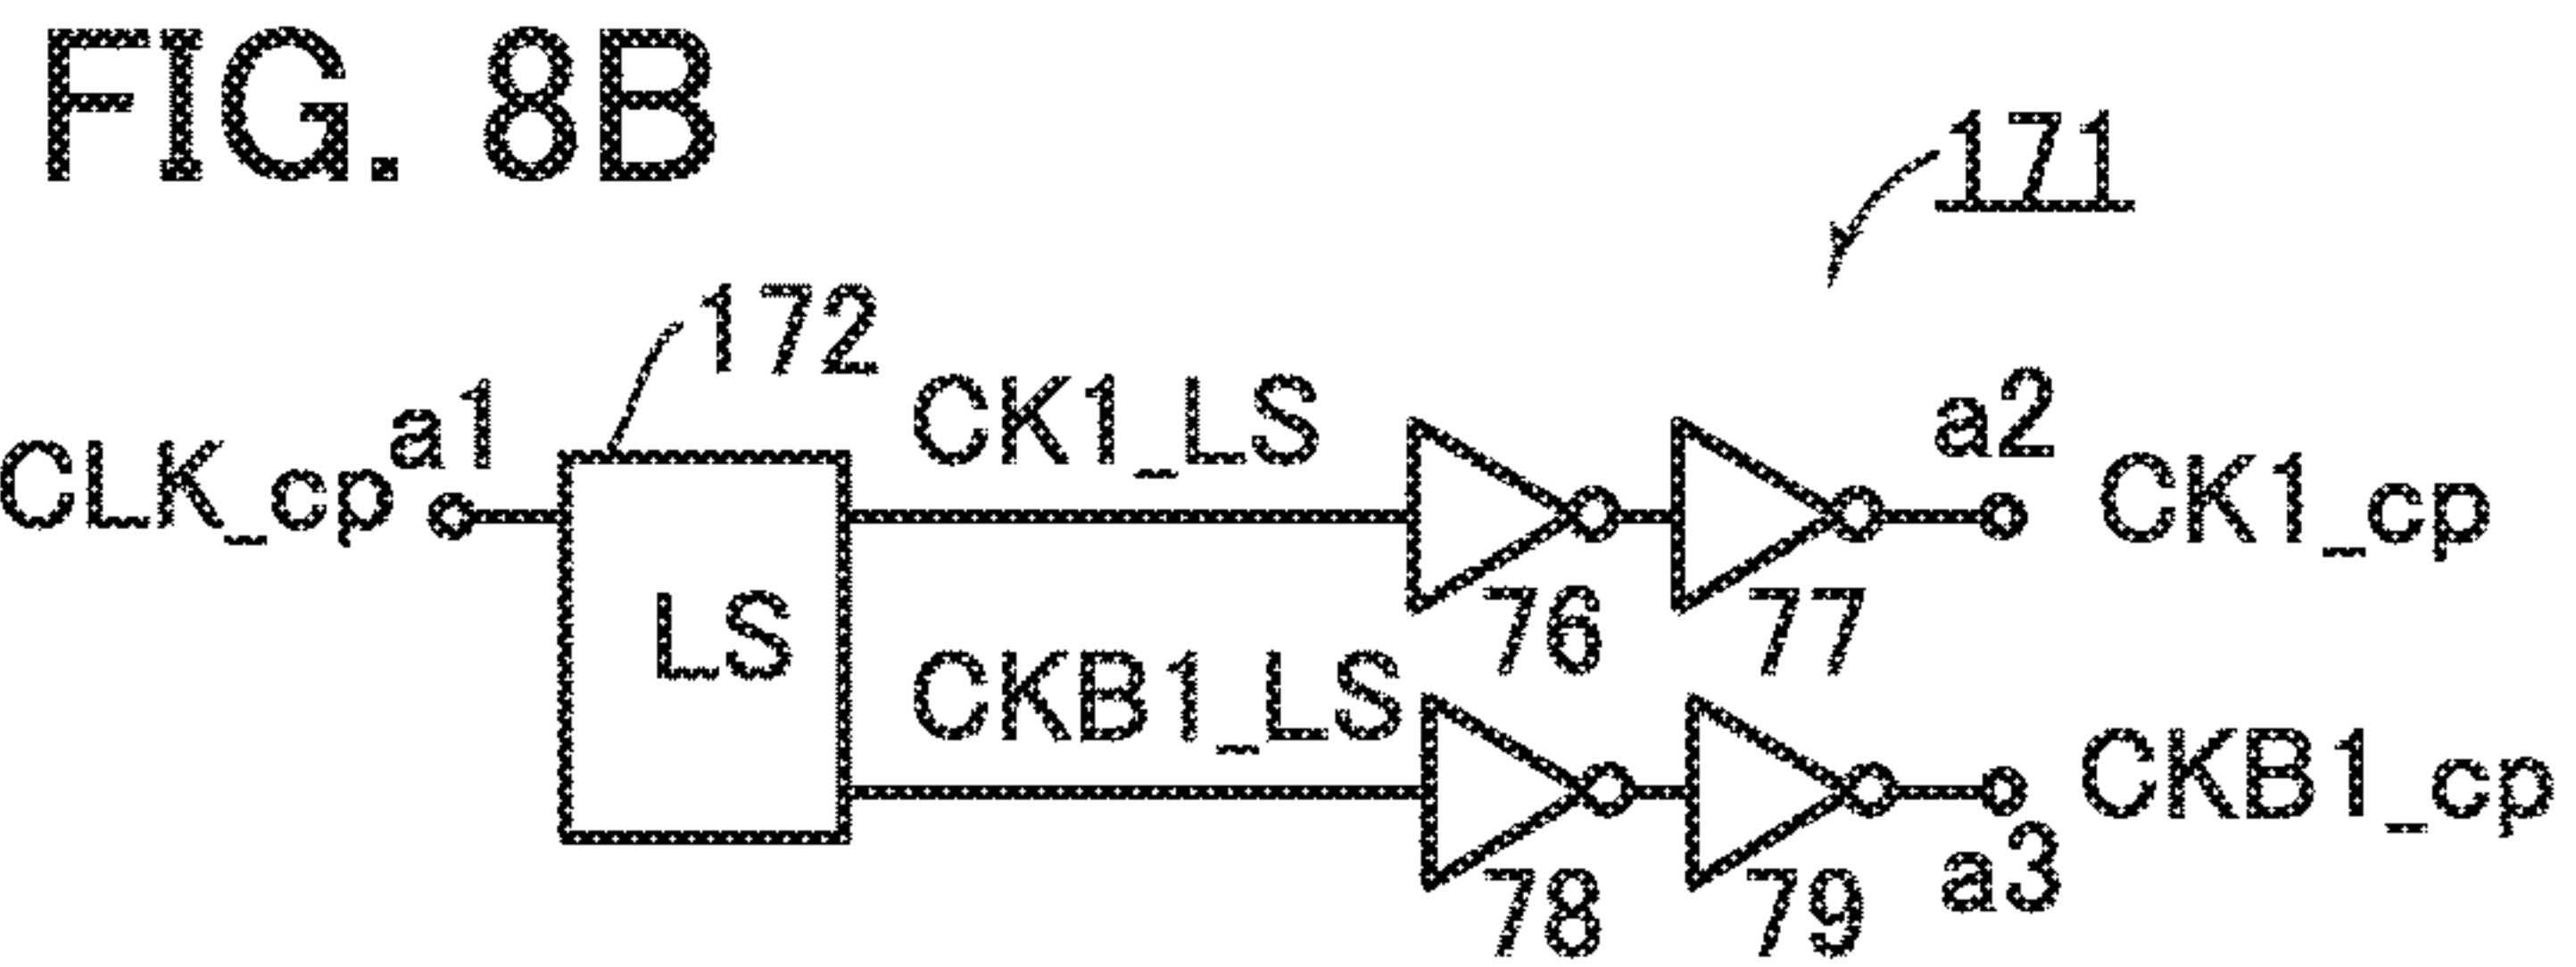 FIG. 8B
171
172
CLK_cp
a1
CK1_LS
a2
CK1_cp
LS
76
77
CKB1_LS
CKB1_cp
78
79
a3